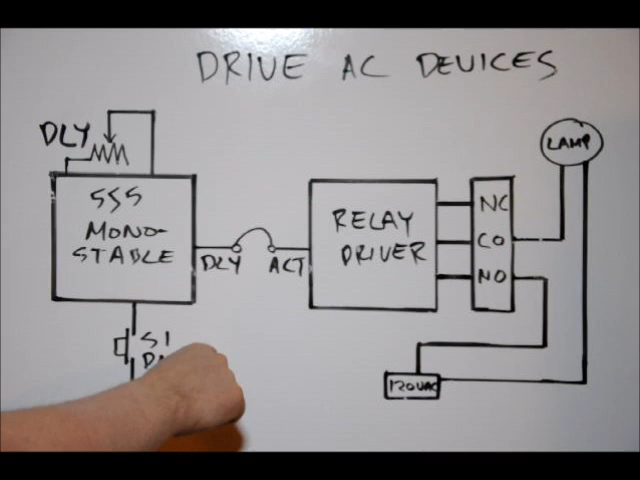 DRIVE AC DEVICES
DLY
LAMP
555
MONO-
STABLE
RELAY
DRIVER
NC
CO
NO
DLY
ACT
S1
120VAC